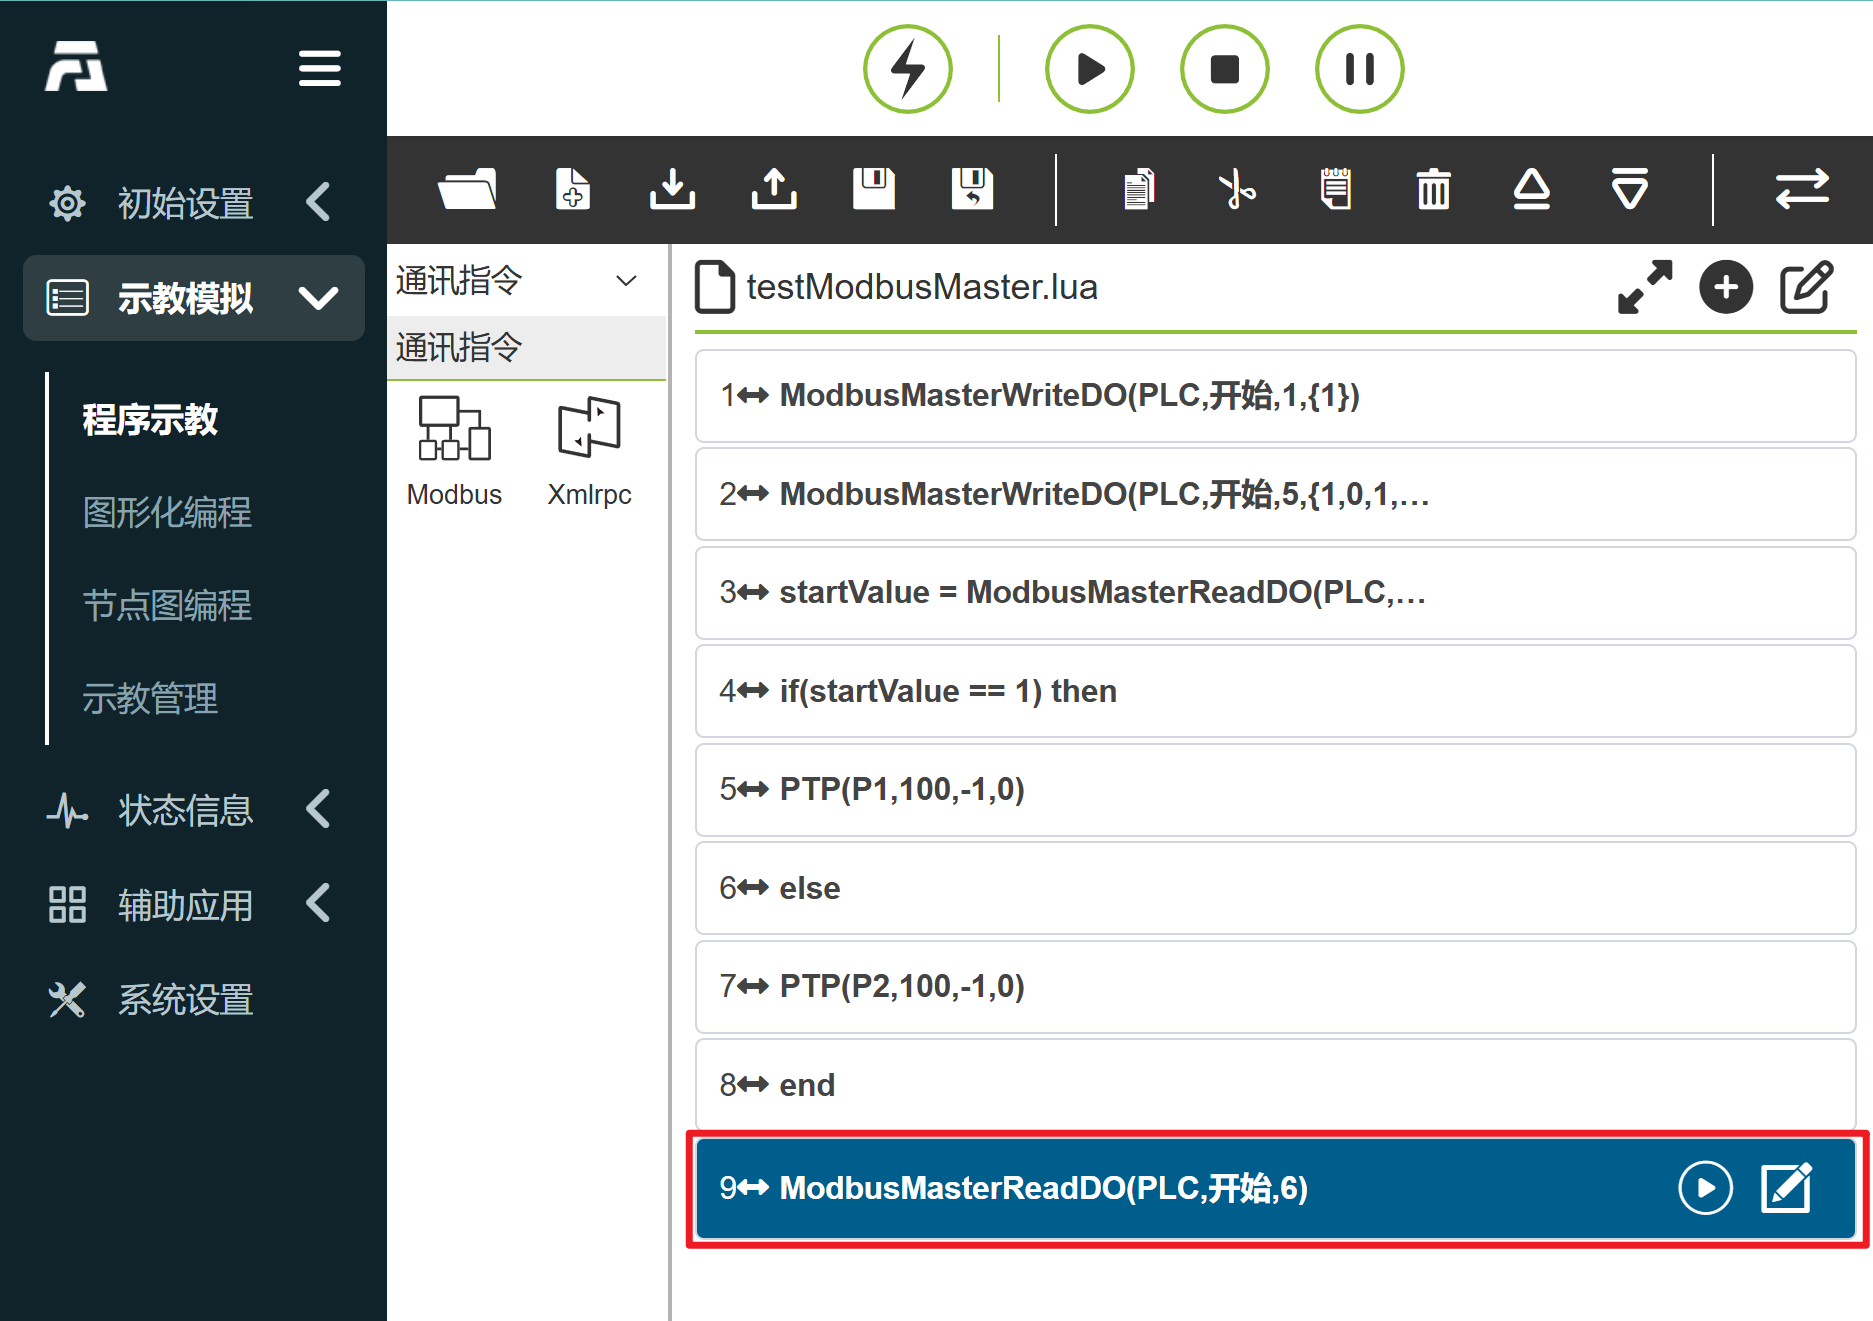 初始设置
示教模拟
程序示教
图形化编程
节点图编程
示教管理
状态信息
辅助应用
系统设置
通讯指令
通讯指令
Modbus
Xmlrpc
testModbusMaster.lua
1 ModbusMasterWriteDO(PLC,开始,1,{1})
2 ModbusMasterWriteDO(PLC,开始,5,{1,0,1,...
3 startValue = ModbusMasterReadDO(PLC,...
4 if(startValue == 1) then
5 PTP(P1,100,-1,0)
6 else
7 PTP(P2,100,-1,0)
8 end
9 ModbusMasterReadDO(PLC,开始,6)